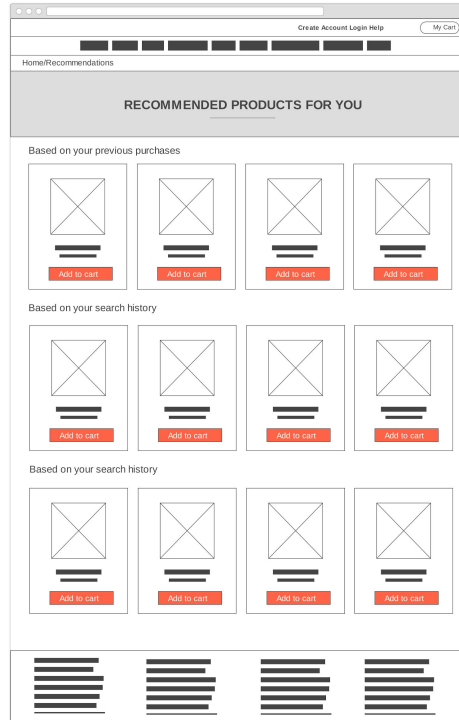 Create Account Login Help
My Cart
Home/Recommendations
RECOMMENDED PRODUCTS FOR YOU
Based on your previous purchases
Add to cart Add to cart Add to cart Add to cart
Based on your search history
Add to cart Add to cart Add to cart Add to cart
Based on your search history
Add to cart Add to cart Add to cart Add to cart